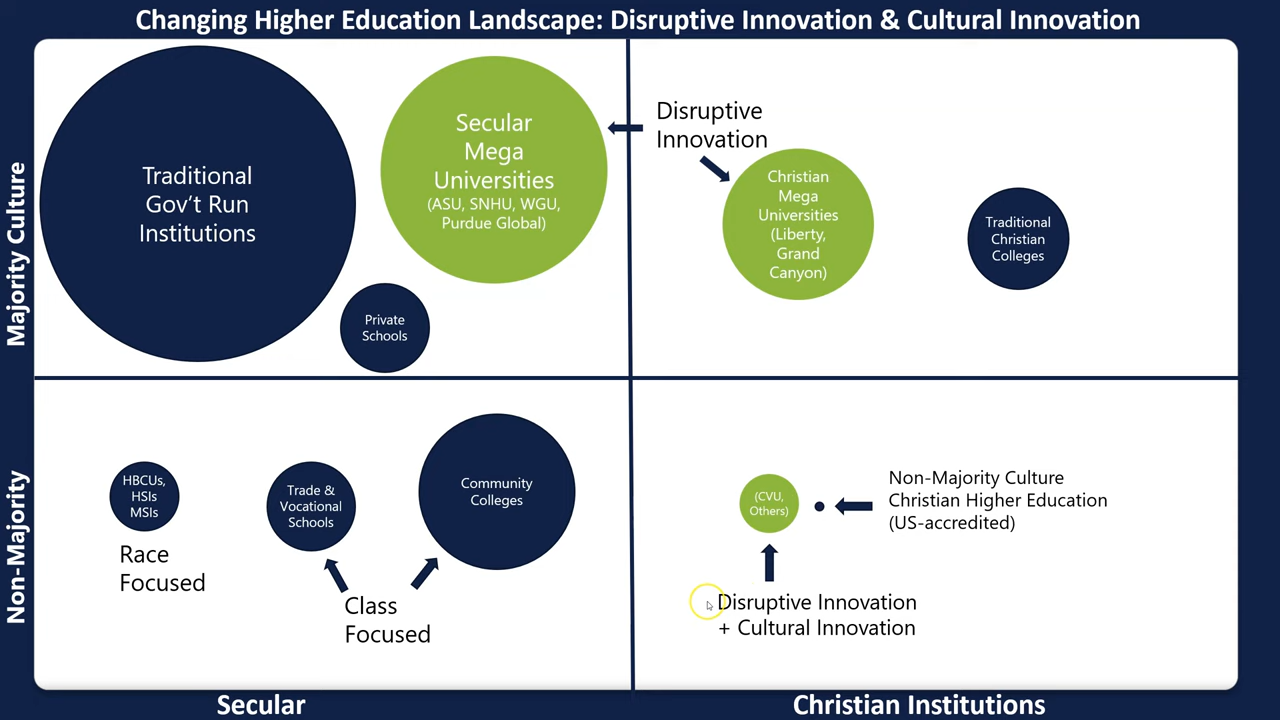 Changing Higher Education Landscape: Disruptive Innovation & Cultural Innovation
Majority Culture
Traditional
Gov’t Run
Institutions
Secular
Mega
Universities
(ASU, SNHU, WGU,
Purdue Global)
Private
Schools
Disruptive
Innovation
Christian
Mega
Universities
(Liberty,
Grand
Canyon)
Traditional
Christian
Colleges
Non-Majority
HBCUs,
HSIs
MSIs
Race
Focused
Trade &
Vocational
Schools
Community
Colleges
Class
Focused
(CVU,
Others)
Non-Majority Culture
Christian Higher Education
(US-accredited)
Disruptive Innovation
+ Cultural Innovation
Secular
Christian Institutions